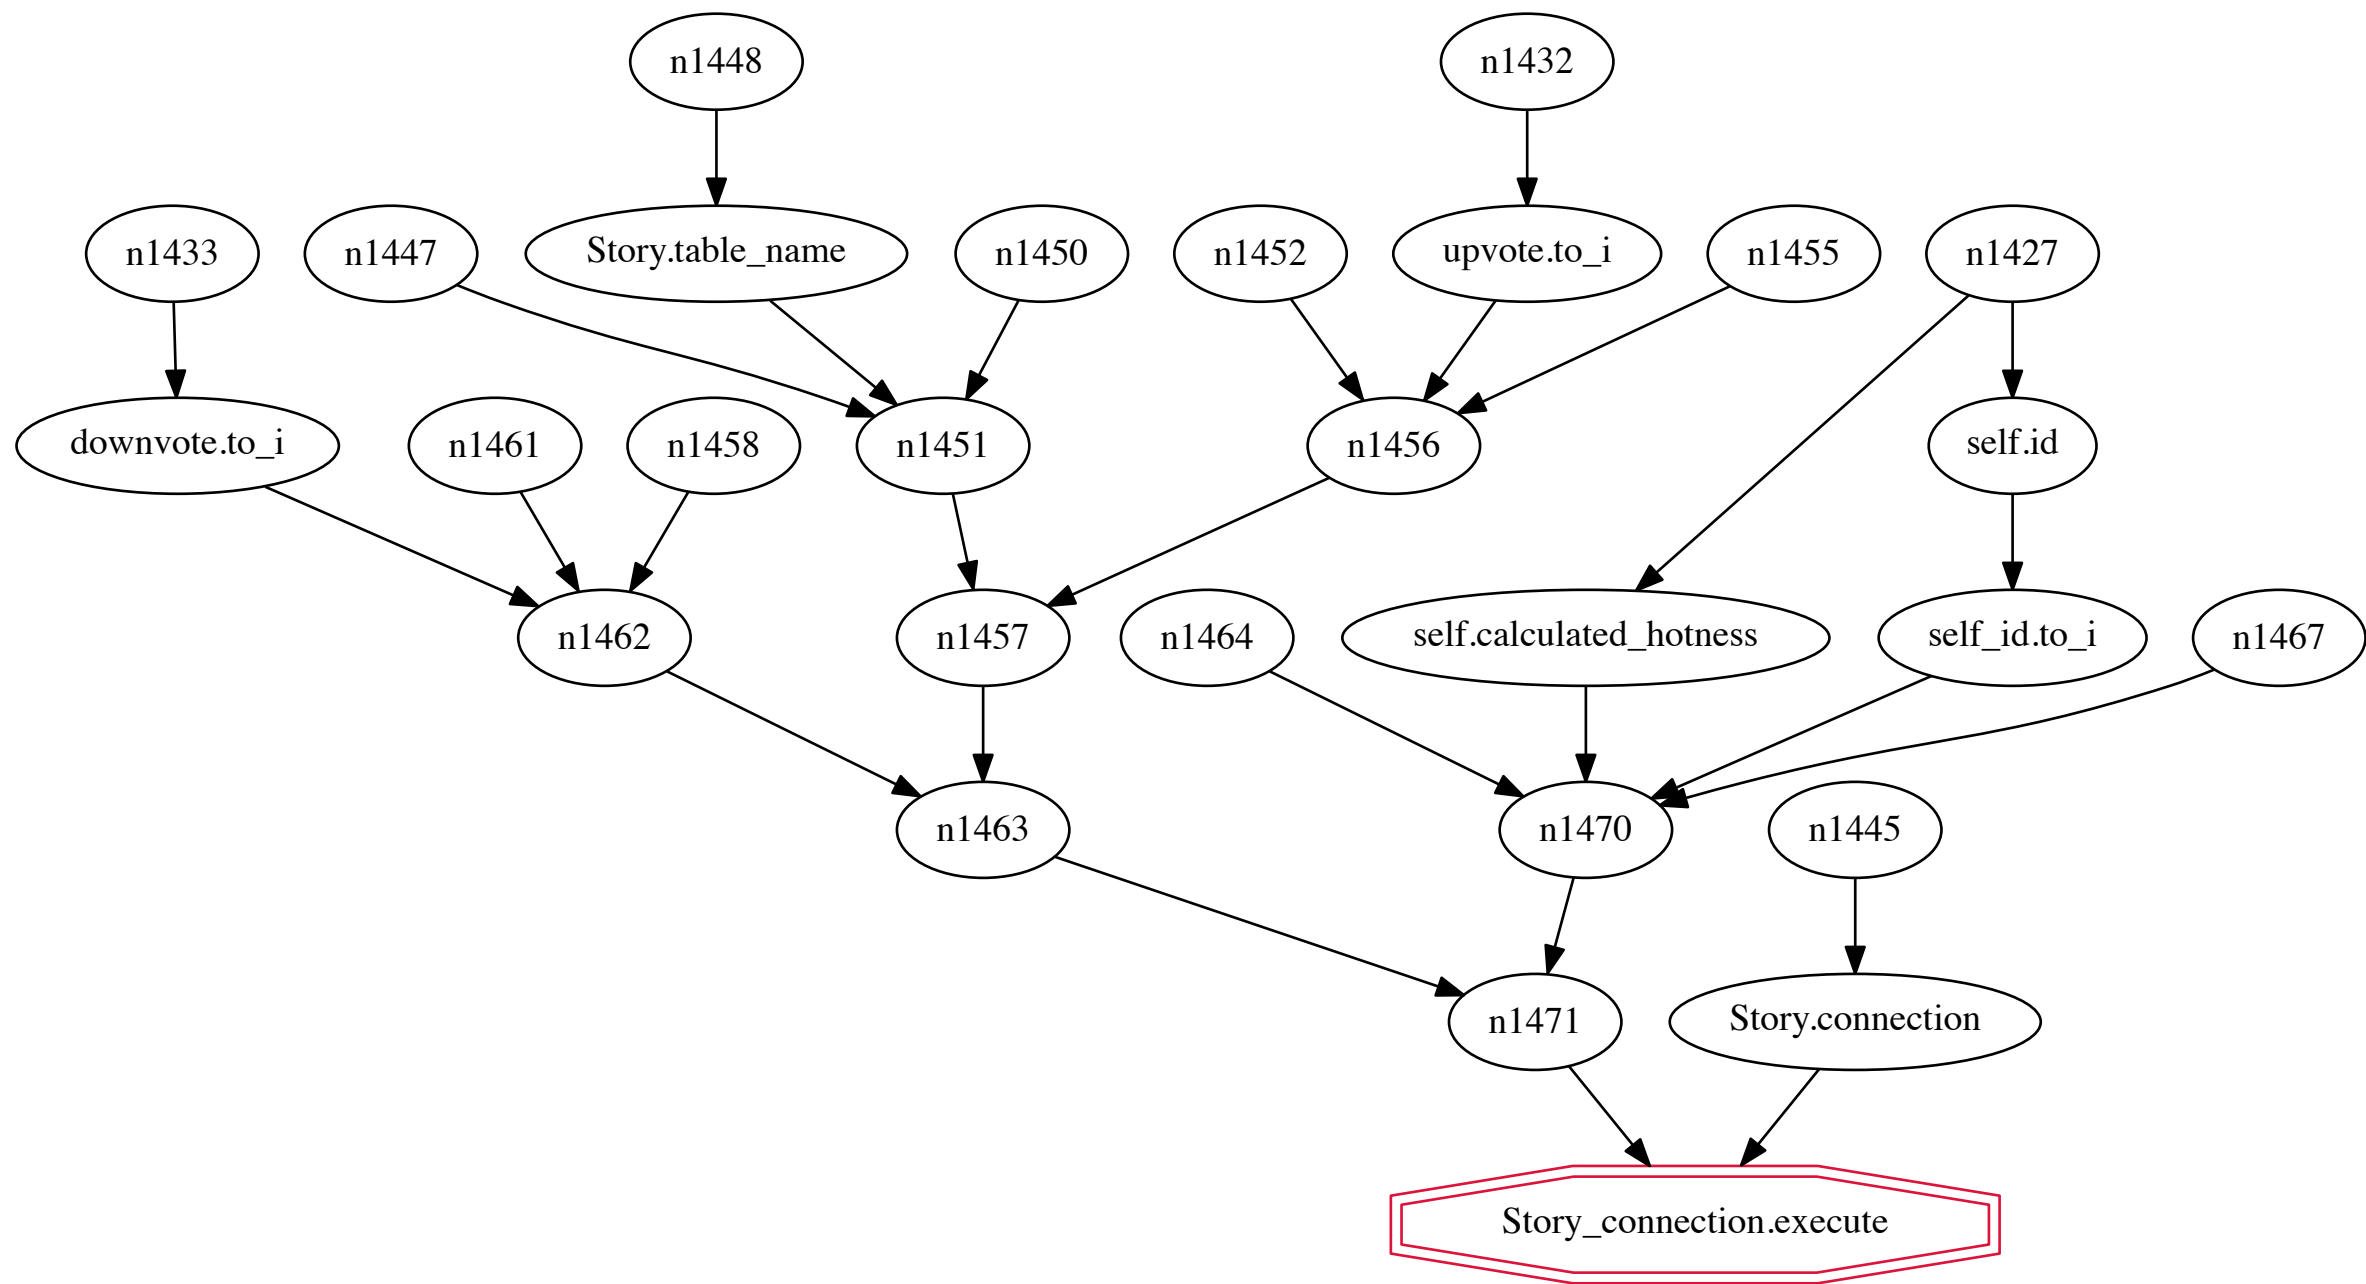 n1448
n1432
n1433
n1447
Story.table_name
n1450
n1452
upvote.to_i
n1455
n1427
downvote.to_i
n1461
n1458
n1451
n1456
self.id
n1462
n1457
n1464
self.calculated_hotness
self_id.to_i
n1467
n1463
n1470
n1445
n1471
Story.connection
Story_connection.execute